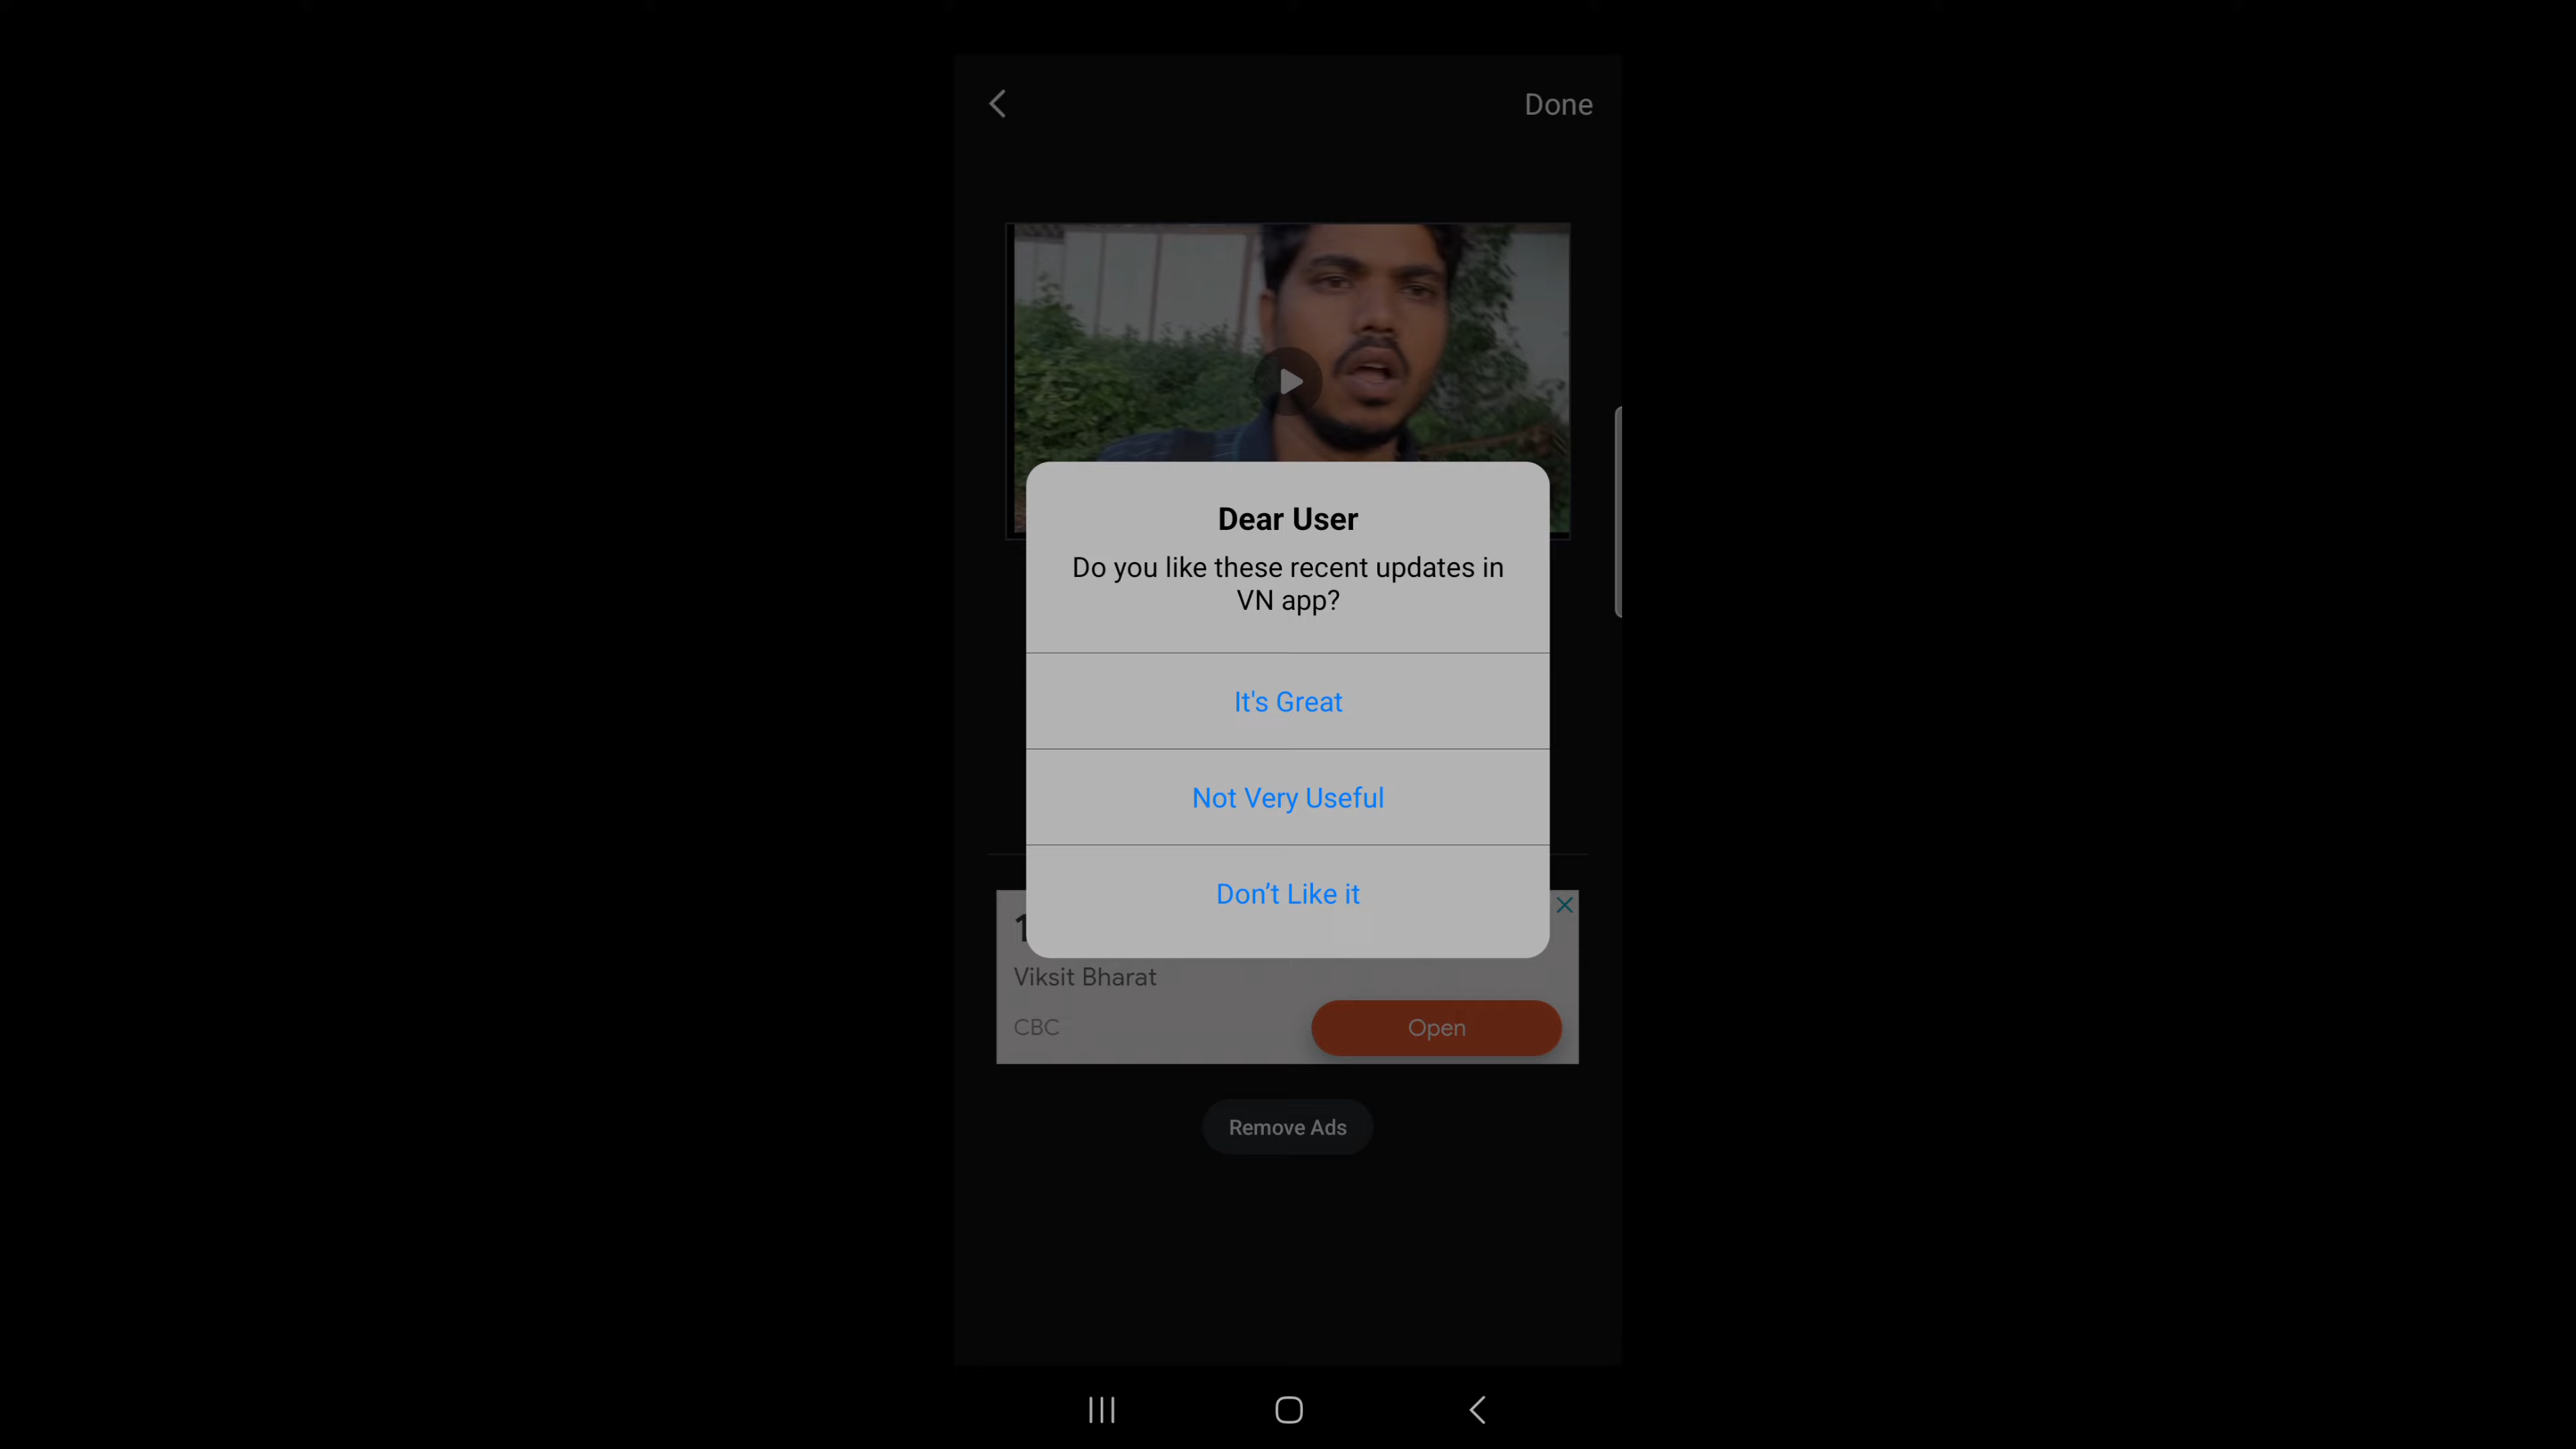 Done
Dear User
Do you like these recent updates in
VN app?
It's Great
Not Very Useful
Don’t Like it
Viksit Bharat
CBC
Open
Remove Ads